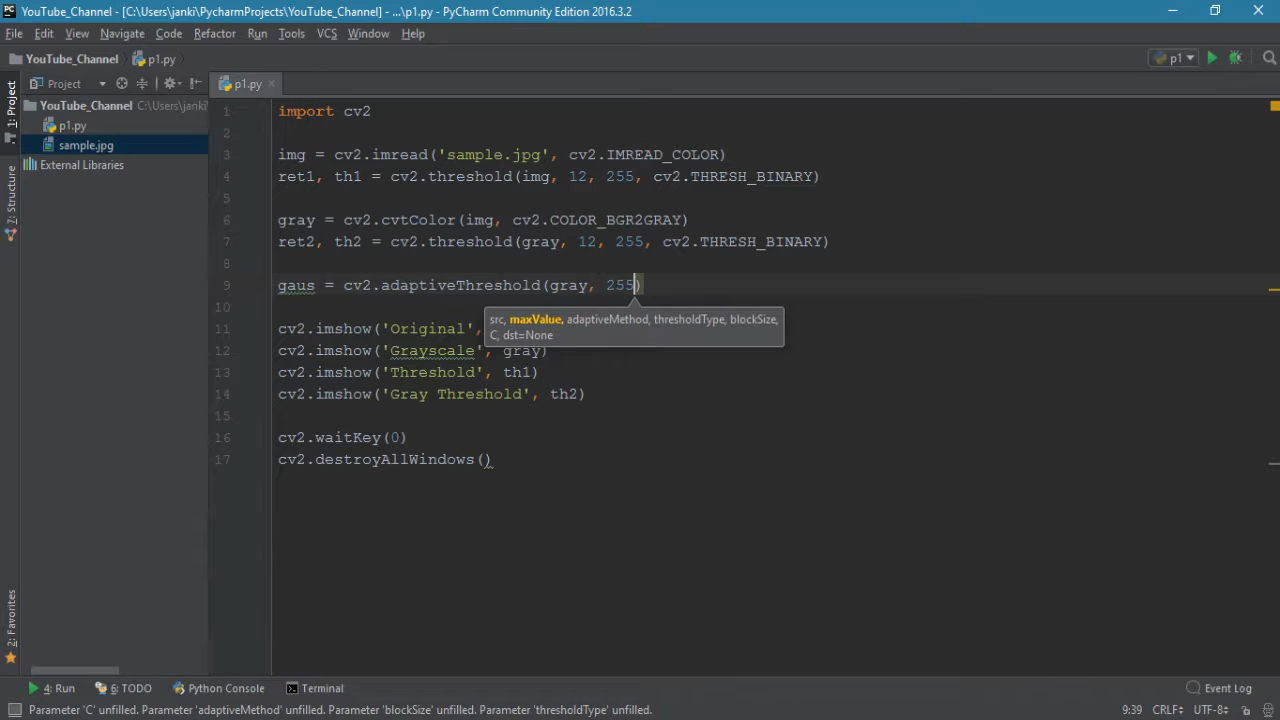 YouTube_Channel - [C:\Users\janki\PycharmProjects\YouTube_Channel] - ...\p1.py - PyCharm Community Edition 2016.3.2
File Edit View Navigate Code Refactor Run Tools VCS Window Help
YouTube_Channel p1.py p1
Project p1.py
1: Project
7: Structure
2: Favorites
YouTube_Channel C:\Users\janki\
p1.py
sample.jpg
External Libraries
1 import cv2
2
3 img = cv2.imread('sample.jpg', cv2.IMREAD_COLOR)
4 ret1, th1 = cv2.threshold(img, 12, 255, cv2.THRESH_BINARY)
5
6 gray = cv2.cvtColor(img, cv2.COLOR_BGR2GRAY)
7 ret2, th2 = cv2.threshold(gray, 12, 255, cv2.THRESH_BINARY)
8
9 gaus = cv2.adaptiveThreshold(gray, 255)
src, maxValue, adaptiveMethod, thresholdType, blockSize,
C, dst=None
10
11 cv2.imshow('Original',
12 cv2.imshow('Grayscale', gray)
13 cv2.imshow('Threshold', th1)
14 cv2.imshow('Gray Threshold', th2)
15
16 cv2.waitKey(0)
17 cv2.destroyAllWindows()
4: Run 6: TODO Python Console Terminal Event Log
Parameter 'C' unfilled. Parameter 'adaptiveMethod' unfilled. Parameter 'blockSize' unfilled. Parameter 'thresholdType' unfilled. 9:39 CRLF UTF-8